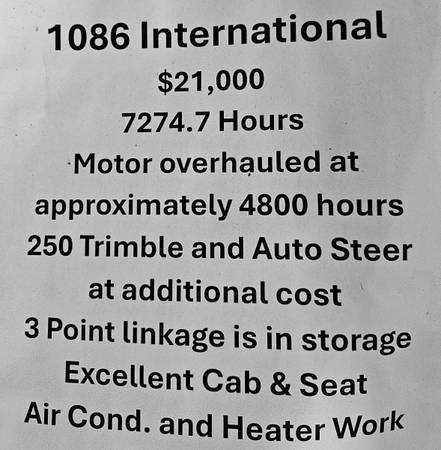 1086 International
$21,000
7274.7 Hours
Motor overhauled at
approximately 4800 hours
250 Trimble and Auto Steer
at additional cost
3 Point linkage is in storage
Excellent Cab & Seat
Air Cond. and Heater Work